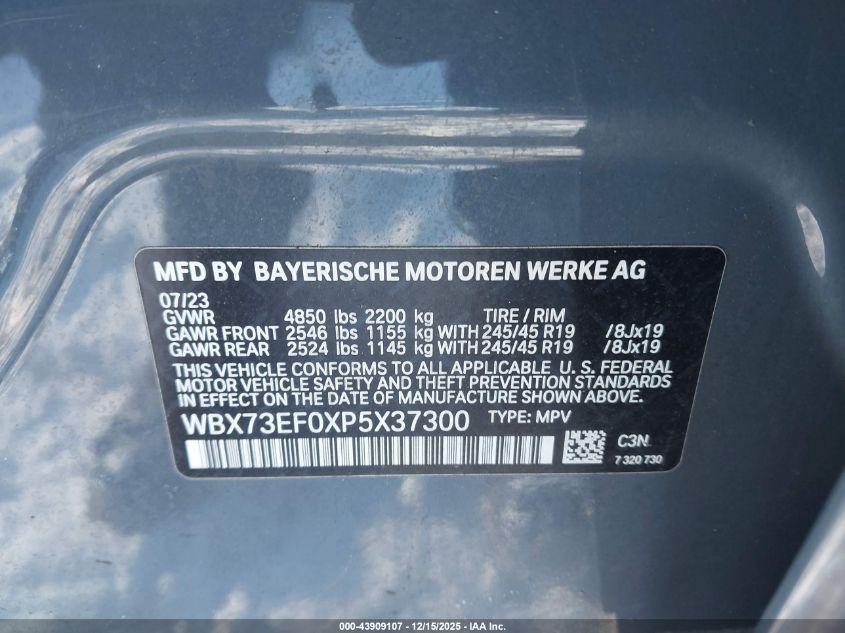 MFD BY BAYERISCHE MOTOREN WERKE AG
07/23
GVWR 4850 lbs 2200 kg TIRE / RIM
GAWR FRONT 2546 lbs 1155 kg WITH 245/45 R19 /8Jx19
GAWR REAR 2524 lbs 1145 kg WITH 245/45 R19 /8Jx19
THIS VEHICLE CONFORMS TO ALL APPLICABLE U. S. FEDERAL
MOTOR VEHICLE SAFETY AND THEFT PREVENTION STANDARDS
IN EFFECT ON THE DATE OF MANUFACTURE SHOWN ABOVE.
WBX73EF0XP5X37300 TYPE: MPV
C3N
7 320 730
000-43909107 - 12/15/2025 - IAA Inc.